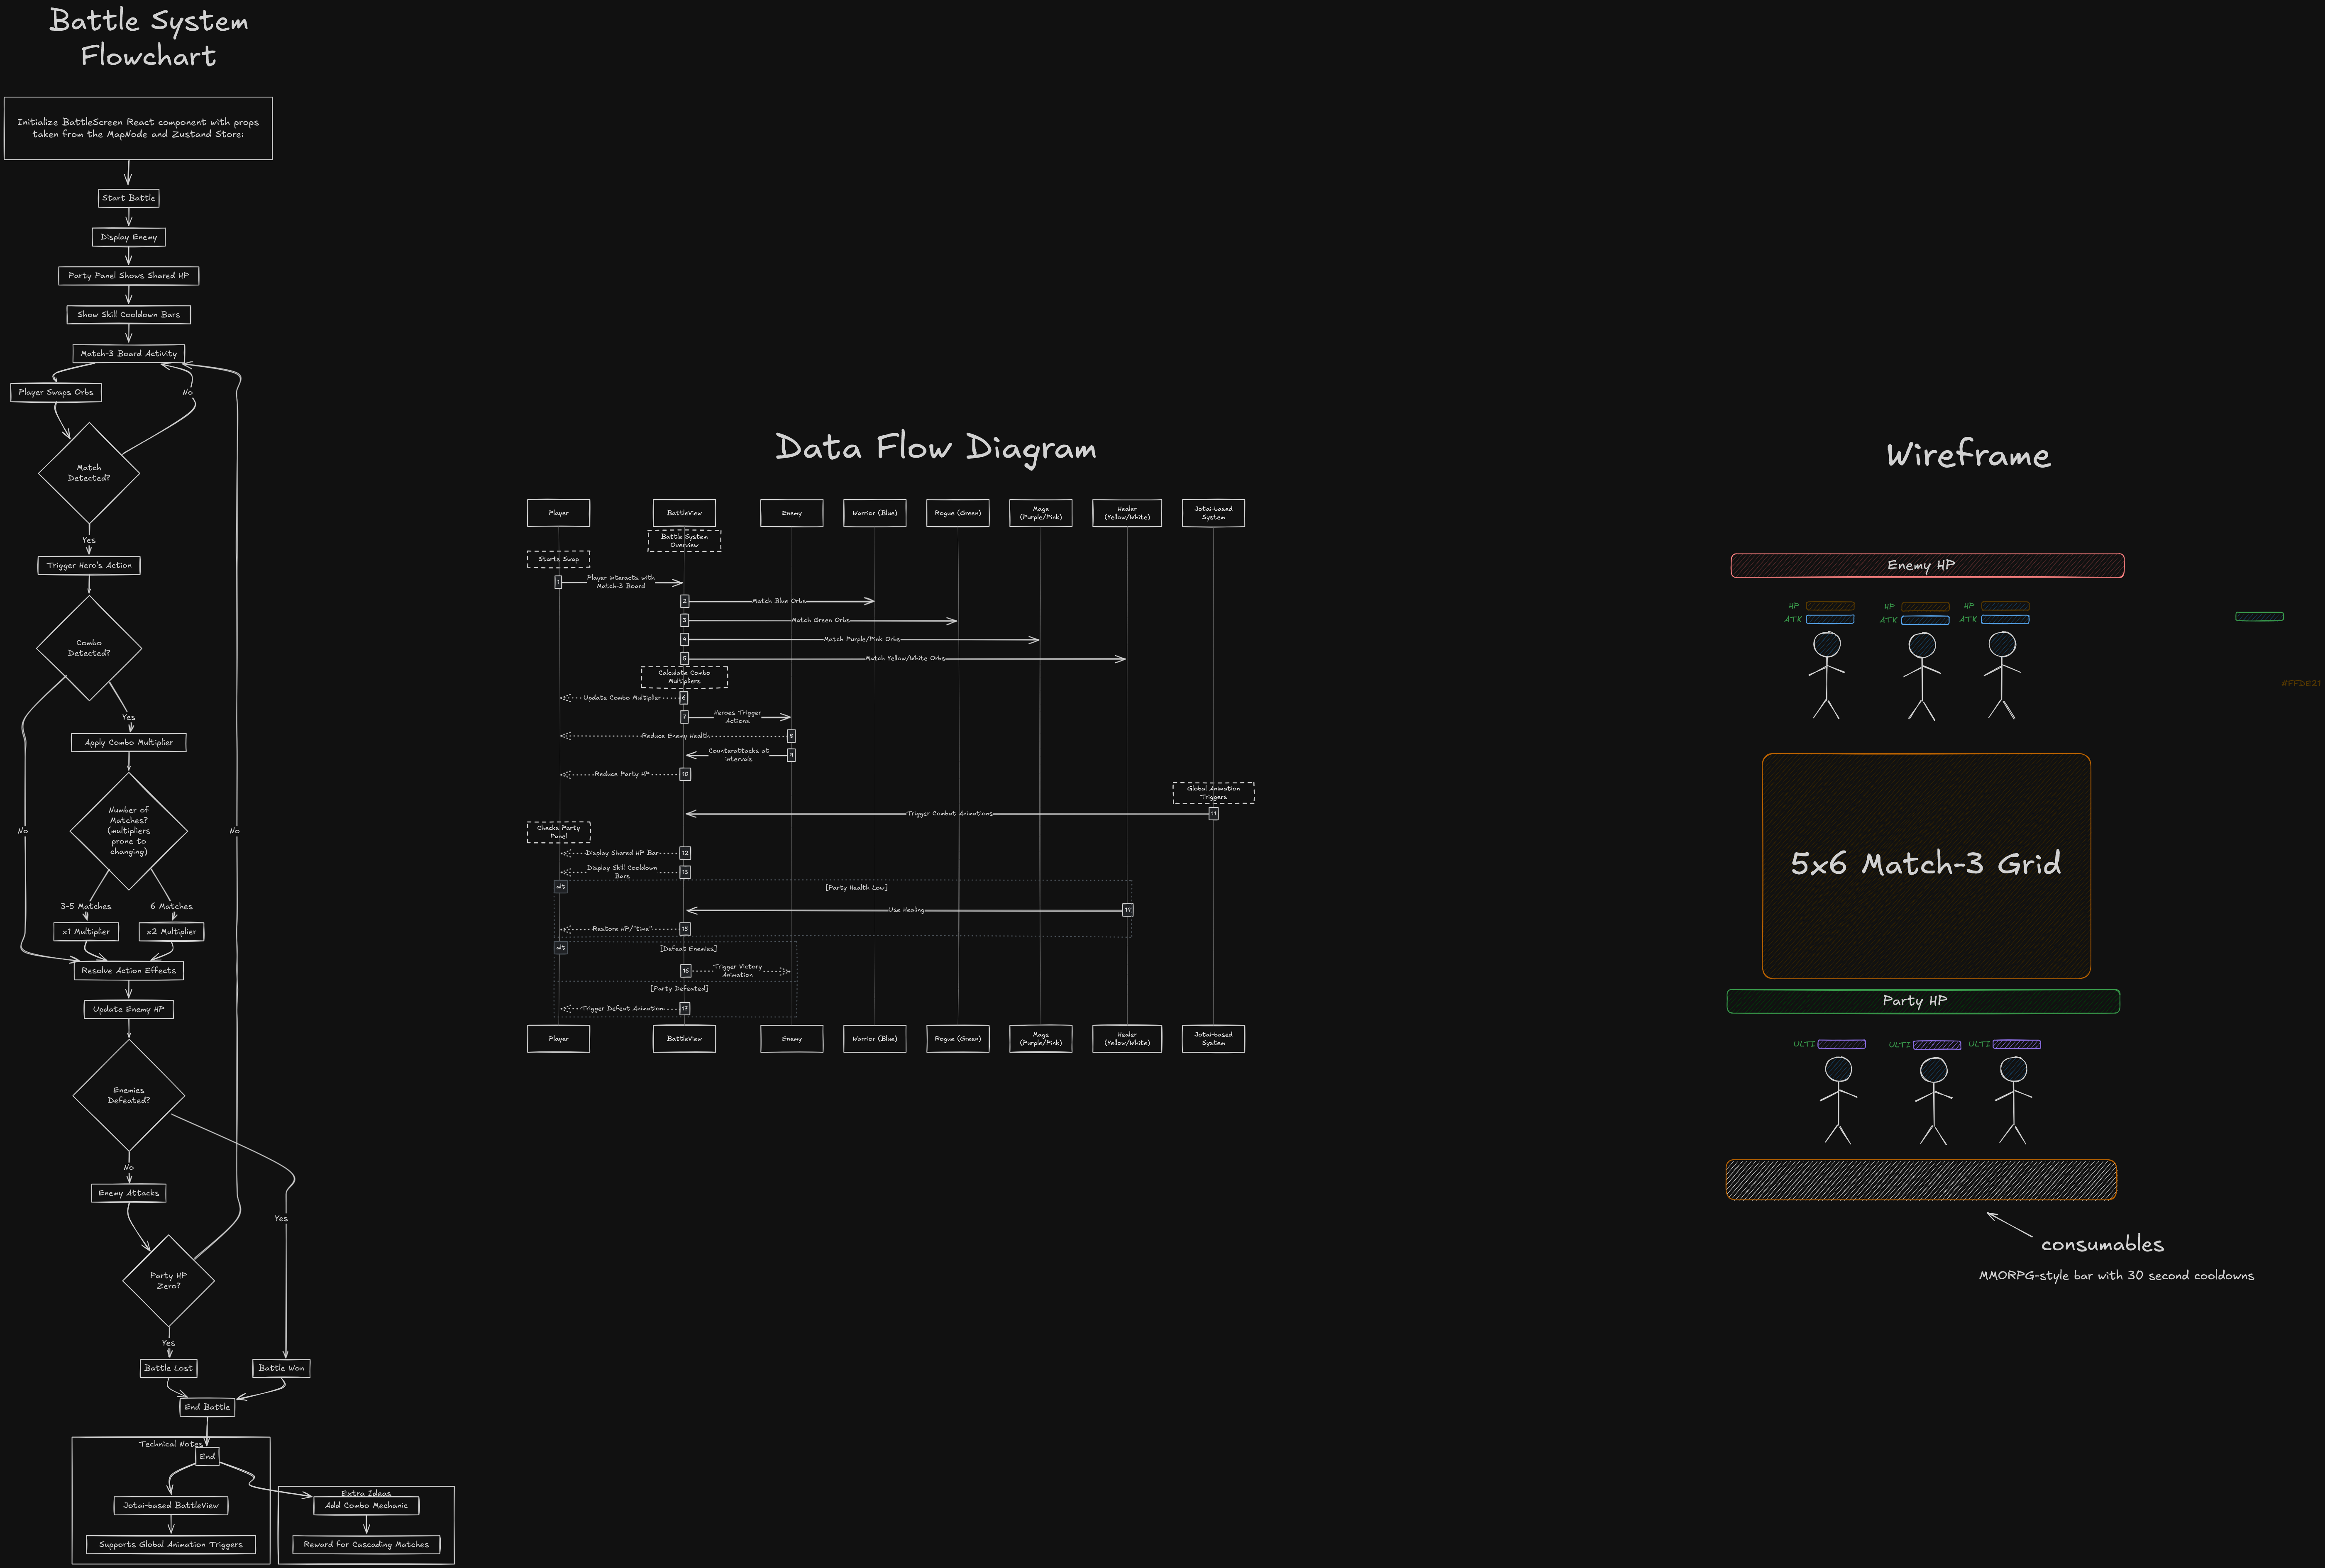 Battle System
Flowchart
Initialize BattleScreen React component with props
taken from the MapNode and Zustand Store:
Start Battle
Display Enemy
Party Panel Shows Shared HP
Show Skill Cooldown Bars
Match-3 Board Activity
Player Swaps Orbs
No
Match
Detected?
Yes
Trigger Hero's Action
Combo
Detected?
Yes
Apply Combo Multiplier
Number of
Matches?
(multipliers
prone to
changing)
No
No
3-5 Matches
6 Matches
x1 Multiplier
x2 Multiplier
Resolve Action Effects
Update Enemy HP
Enemies
Defeated?
No
Enemy Attacks
Yes
Party HP
Zero?
Yes
Battle Lost
Battle Won
End Battle
Technical Notes
End
Jotai-based BattleView
Supports Global Animation Triggers
Extra Ideas
Add Combo Mechanic
Reward for Cascading Matches
Data Flow Diagram
Player
BattleView
Enemy
Warrior (Blue)
Rogue (Green)
Mage
(Purple/Pink)
Healer
(Yellow/White)
Jotai-based
System
Battle System
Overview
Starts Swap
1
Player interacts with
Match-3 Board
2
Match Blue Orbs
3
Match Green Orbs
4
Match Purple/Pink Orbs
5
Match Yellow/White Orbs
Calculate Combo
Multipliers
Update Combo Multiplier
6
7
Heroes Trigger
Actions
Reduce Enemy Health
8
Counterattacks at
intervals
9
Reduce Party HP
10
Global Animation
Triggers
Trigger Combat Animations
11
Checks Party
Panel
Display Shared HP Bar
12
Display Skill Cooldown
Bars
13
alt
[Party Health Low]
Use Healing
14
Restore HP/"time"
15
alt
[Defeat Enemies]
16
Trigger Victory
Animation
[Party Defeated]
Trigger Defeat Animation
17
Player
BattleView
Enemy
Warrior (Blue)
Rogue (Green)
Mage
(Purple/Pink)
Healer
(Yellow/White)
Jotai-based
System
Wireframe
Enemy HP
HP
HP
HP
ATK
ATK
ATK
#FFDE21
5x6 Match-3 Grid
Party HP
ULTI
ULTI
ULTI
consumables
MMORPG-style bar with 30 second cooldowns